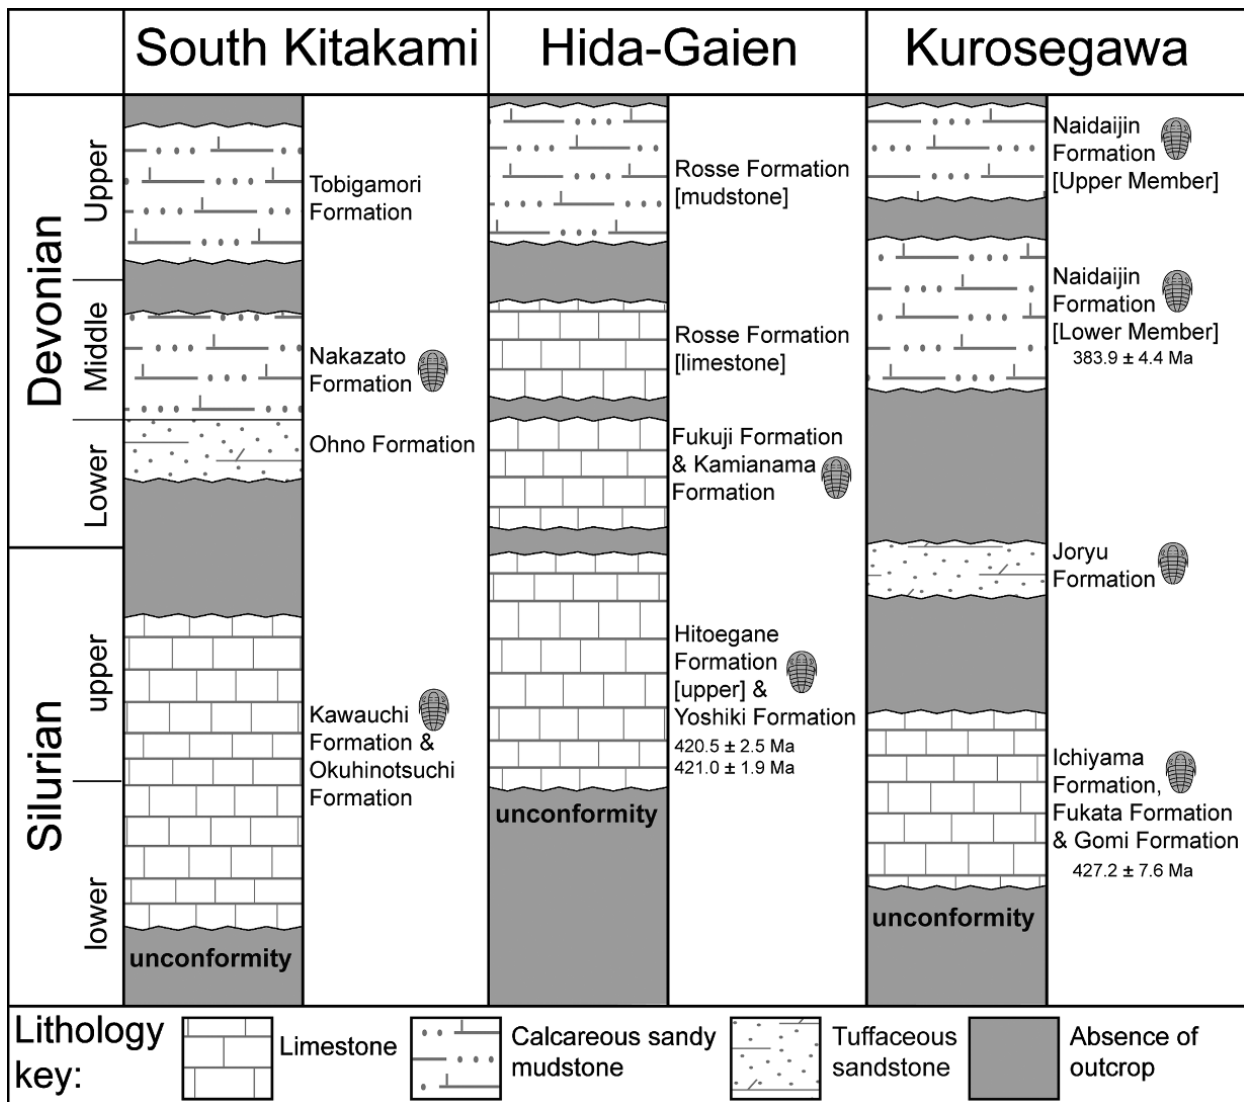 South Kitakami
Hida-Gaien
Kurosegawa
Devonian
Upper
Middle
Lower
Silurian
upper
lower
Tobigamori
Formation
Nakazato
Formation
Ohno Formation
Kawauchi
Formation &
Okuhinotsuchi
Formation
unconformity
Rosse Formation
[mudstone]
Rosse Formation
[limestone]
Fukuji Formation
& Kamianama
Formation
Hitoegane
Formation
[upper] &
Yoshiki Formation
420.5 ± 2.5 Ma
421.0 ± 1.9 Ma
unconformity
Naidaijin
Formation
[Upper Member]
Naidaijin
Formation
[Lower Member]
383.9 ± 4.4 Ma
Joryu
Formation
Ichiyama
Formation,
Fukata Formation
& Gomi Formation
427.2 ± 7.6 Ma
unconformity
Lithology
key:
Limestone
Calcareous sandy
mudstone
Tuffaceous
sandstone
Absence of
outcrop